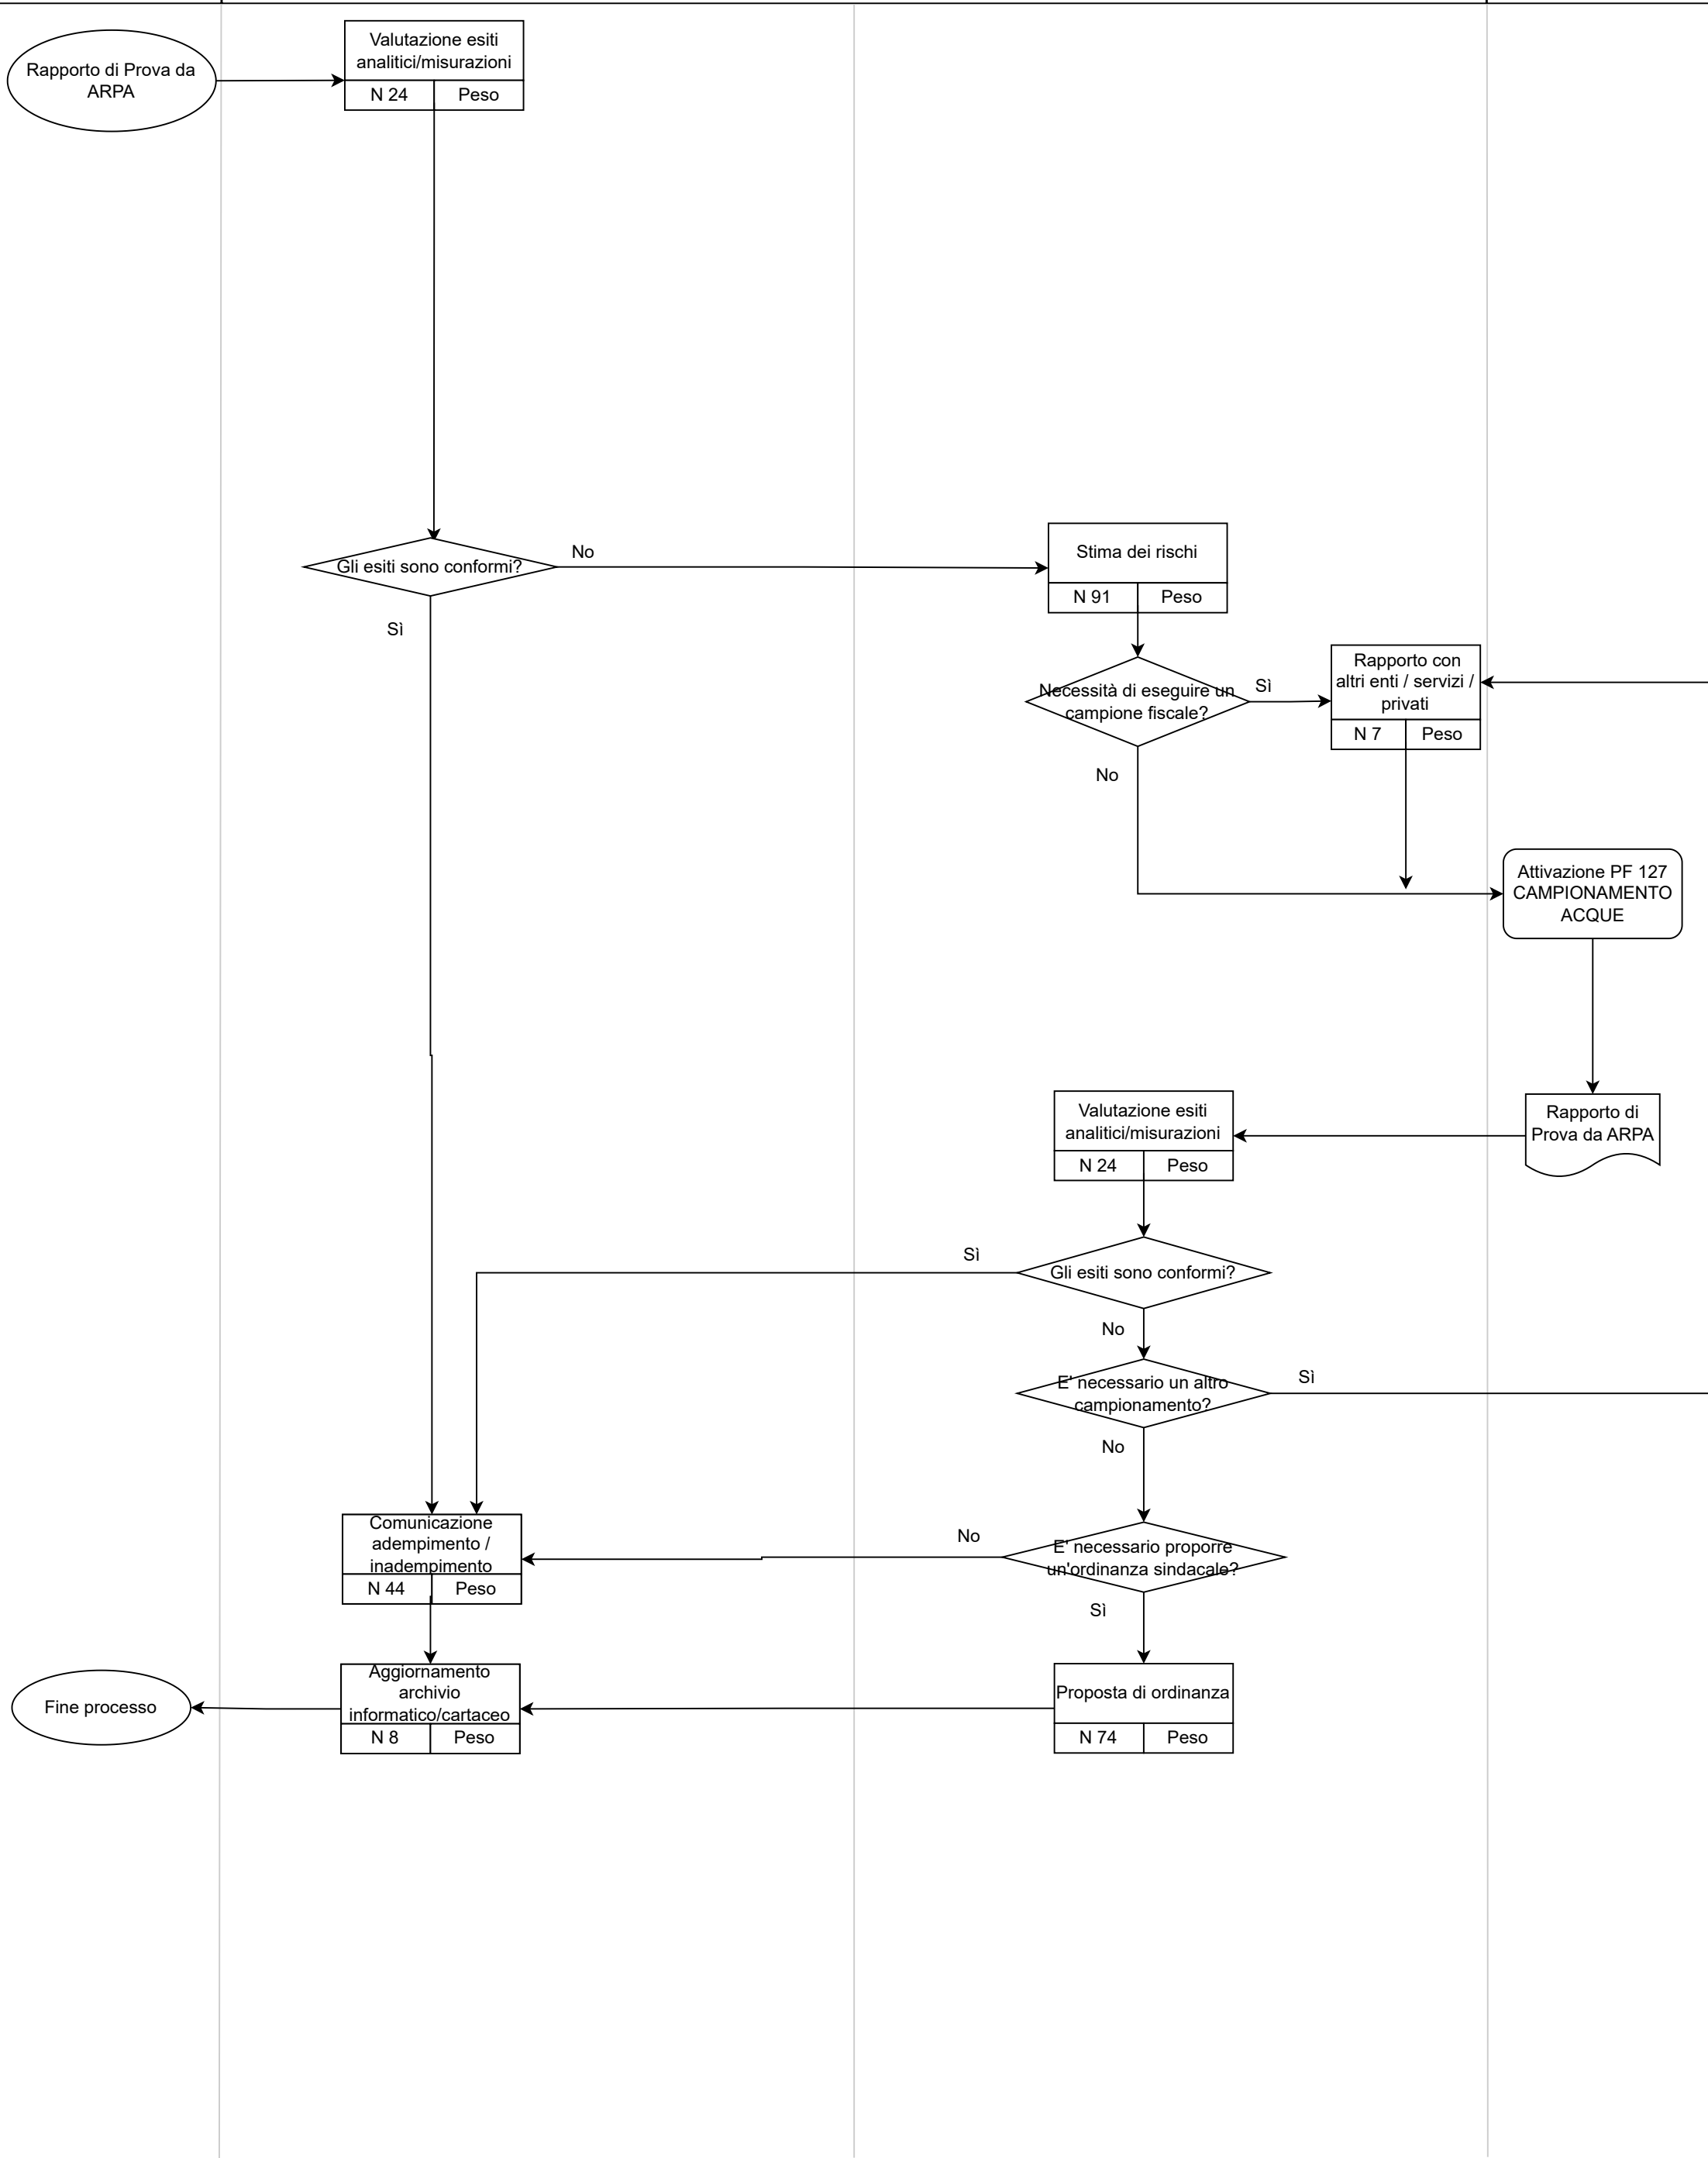 Rapporto di Prova da
ARPA
Valutazione esiti
analitici/misurazioni
N 24
Peso
Gli esiti sono conformi?
No
Sì
Stima dei rischi
N 91
Peso
Necessità di eseguire un
campione fiscale?
Sì
No
Rapporto con
altri enti / servizi /
privati
N 7
Peso
Attivazione PF 127
CAMPIONAMENTO
ACQUE
Rapporto di
Prova da ARPA
Valutazione esiti
analitici/misurazioni
N 24
Peso
Gli esiti sono conformi?
Sì
No
E' necessario un altro
campionamento?
Sì
No
E' necessario proporre
un'ordinanza sindacale?
No
Sì
Comunicazione
adempimento /
inadempimento
N 44
Peso
Aggiornamento
archivio
informatico/cartaceo
N 8
Peso
Proposta di ordinanza
N 74
Peso
Fine processo